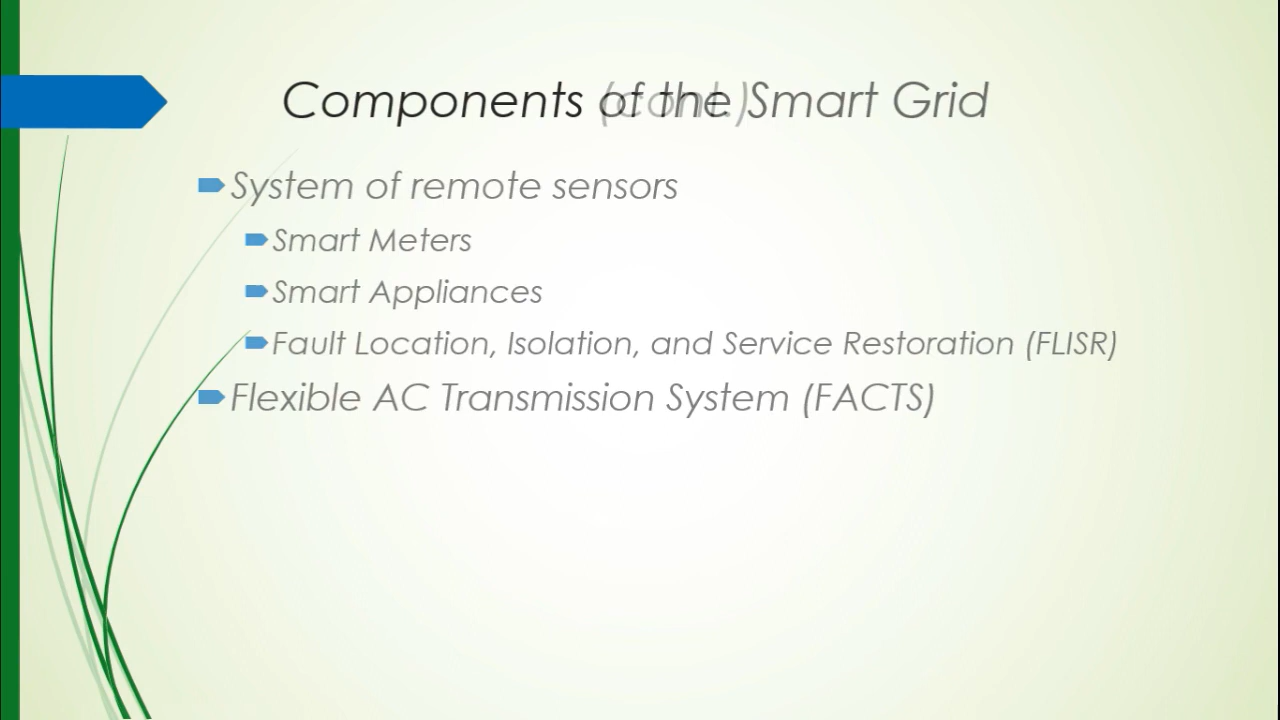 Components of the Smart Grid
(cont.)
System of remote sensors
Smart Meters
Smart Appliances
Fault Location, Isolation, and Service Restoration (FLISR)
Flexible AC Transmission System (FACTS)